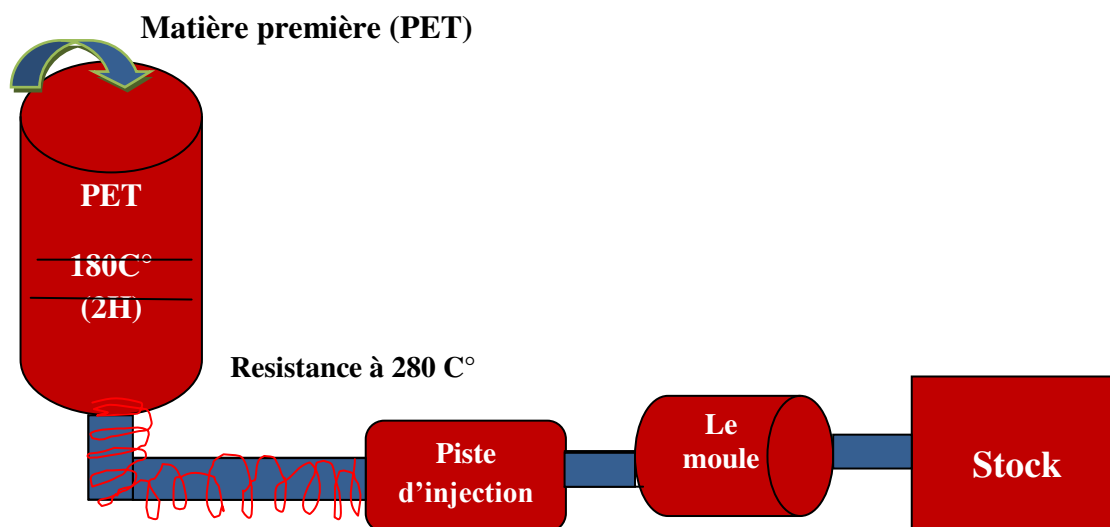 Matière première (PET)
PET
180C°
(2H)
Resistance à 280 C°
Piste
d’injection
Le
moule
Stock